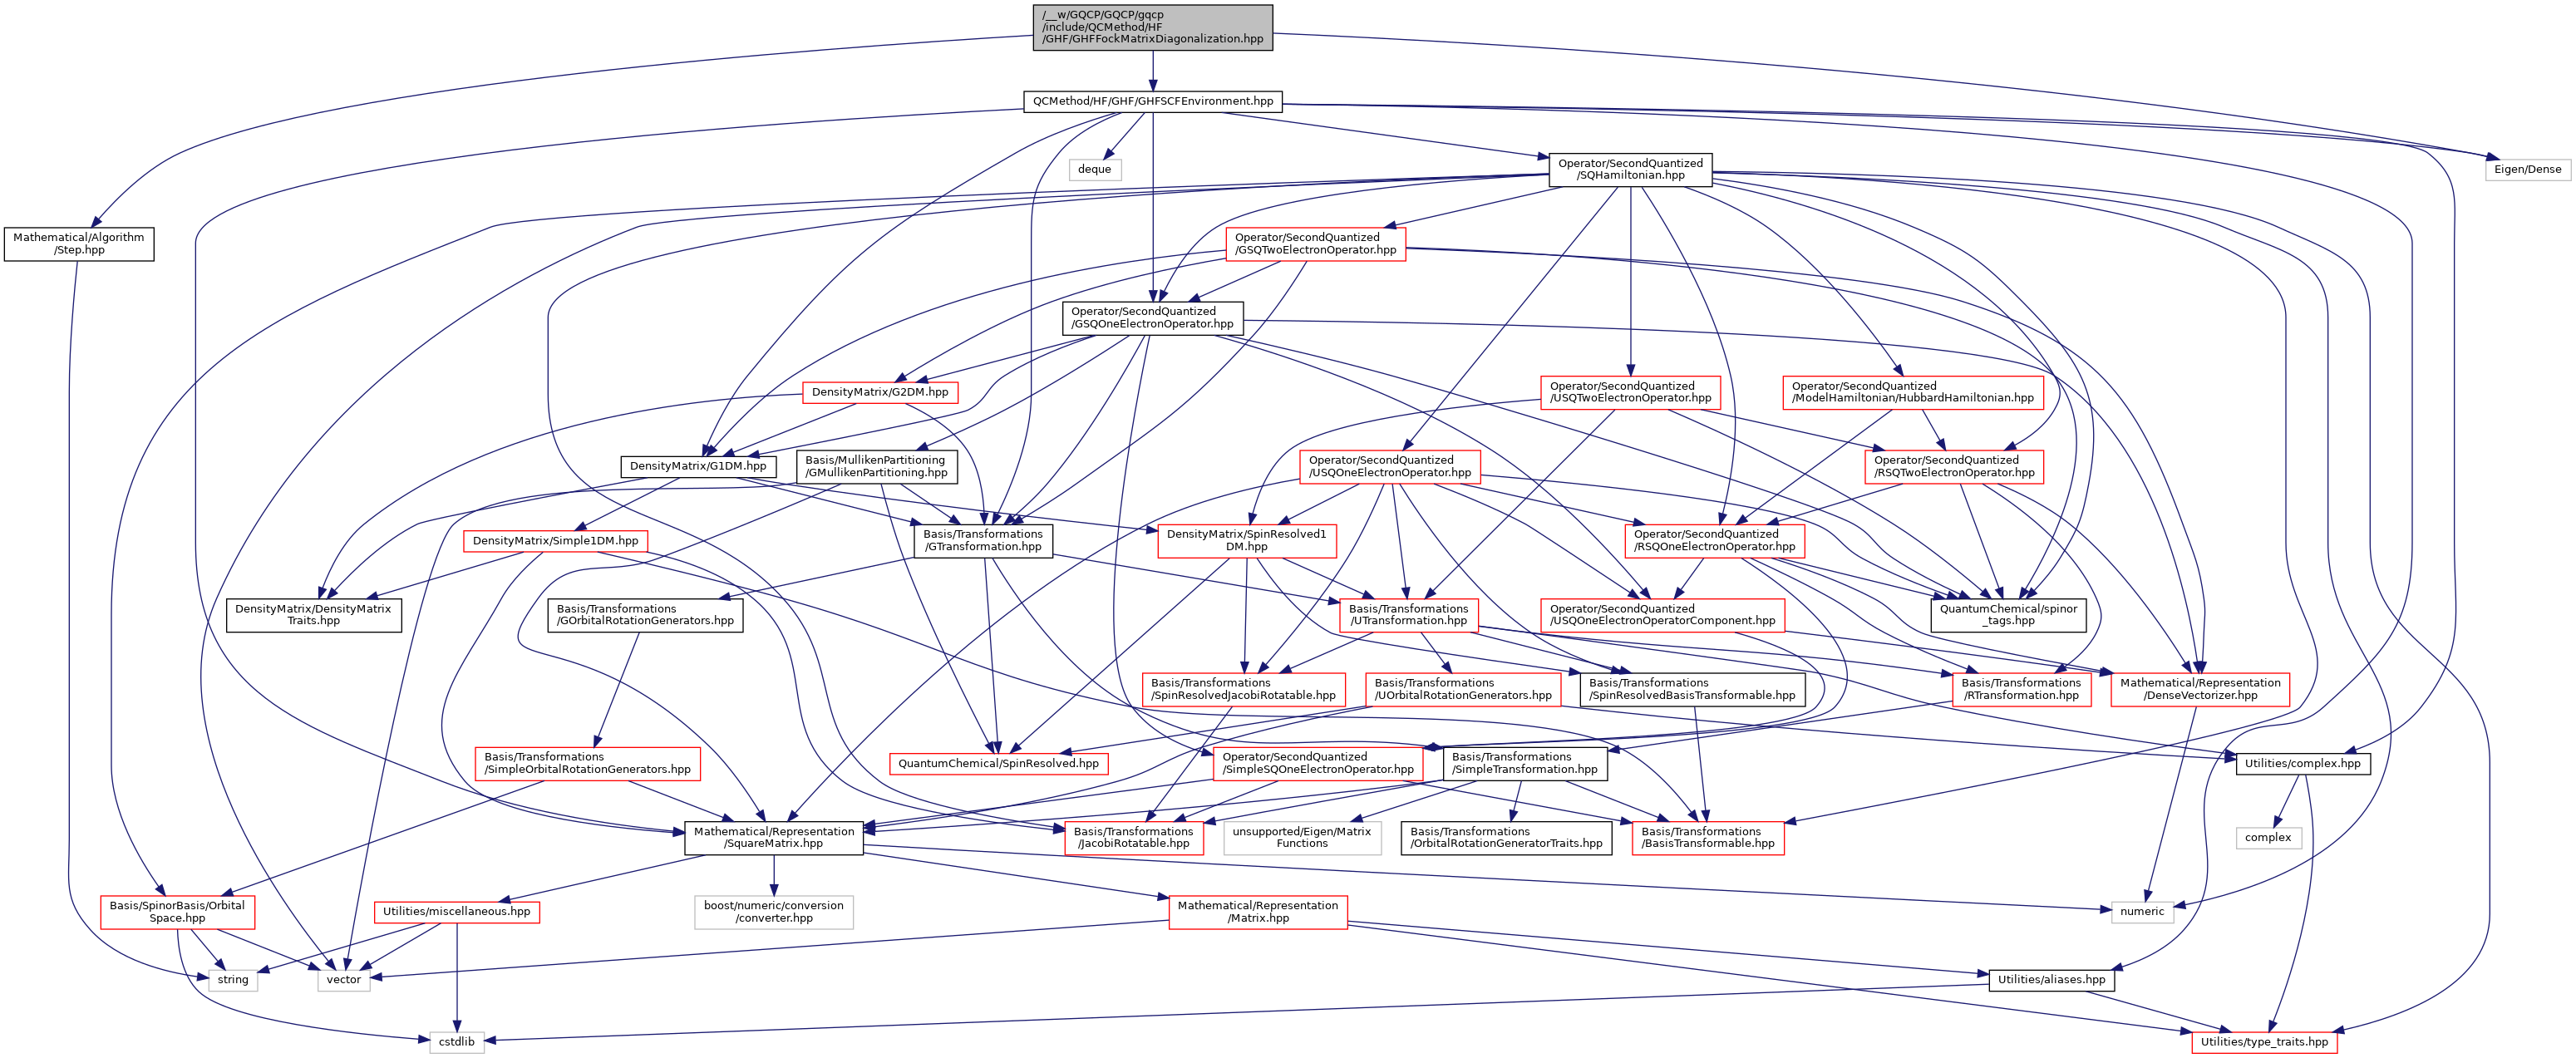 /__w/GQCP/GQCP/gqcp
/include/QCMethod/HF
/GHF/GHFFockMatrixDiagonalization.hpp
QCMethod/HF/GHF/GHFSCFEnvironment.hpp
deque
Operator/SecondQuantized
/SQHamiltonian.hpp
Eigen/Dense
Mathematical/Algorithm
/Step.hpp
Operator/SecondQuantized
/GSQTwoElectronOperator.hpp
Operator/SecondQuantized
/GSQOneElectronOperator.hpp
DensityMatrix/G2DM.hpp
Operator/SecondQuantized
/USQTwoElectronOperator.hpp
Operator/SecondQuantized
/ModelHamiltonian/HubbardHamiltonian.hpp
DensityMatrix/G1DM.hpp
Basis/MullikenPartitioning
/GMullikenPartitioning.hpp
Operator/SecondQuantized
/USQOneElectronOperator.hpp
Operator/SecondQuantized
/RSQTwoElectronOperator.hpp
DensityMatrix/Simple1DM.hpp
Basis/Transformations
/GTransformation.hpp
DensityMatrix/SpinResolved1
DM.hpp
Operator/SecondQuantized
/RSQOneElectronOperator.hpp
DensityMatrix/DensityMatrix
Traits.hpp
Basis/Transformations
/GOrbitalRotationGenerators.hpp
Basis/Transformations
/UTransformation.hpp
Operator/SecondQuantized
/USQOneElectronOperatorComponent.hpp
QuantumChemical/spinor
_tags.hpp
Basis/Transformations
/SpinResolvedJacobiRotatable.hpp
Basis/Transformations
/UOrbitalRotationGenerators.hpp
Basis/Transformations
/SpinResolvedBasisTransformable.hpp
Basis/Transformations
/RTransformation.hpp
Mathematical/Representation
/DenseVectorizer.hpp
Basis/Transformations
/SimpleOrbitalRotationGenerators.hpp
QuantumChemical/SpinResolved.hpp
Operator/SecondQuantized
/SimpleSQOneElectronOperator.hpp
Basis/Transformations
/SimpleTransformation.hpp
Utilities/complex.hpp
Mathematical/Representation
/SquareMatrix.hpp
Basis/Transformations
/JacobiRotatable.hpp
unsupported/Eigen/Matrix
Functions
Basis/Transformations
/OrbitalRotationGeneratorTraits.hpp
Basis/Transformations
/BasisTransformable.hpp
complex
Basis/SpinorBasis/Orbital
Space.hpp
Utilities/miscellaneous.hpp
boost/numeric/conversion
/converter.hpp
Mathematical/Representation
/Matrix.hpp
numeric
string
vector
Utilities/aliases.hpp
cstdlib
Utilities/type_traits.hpp